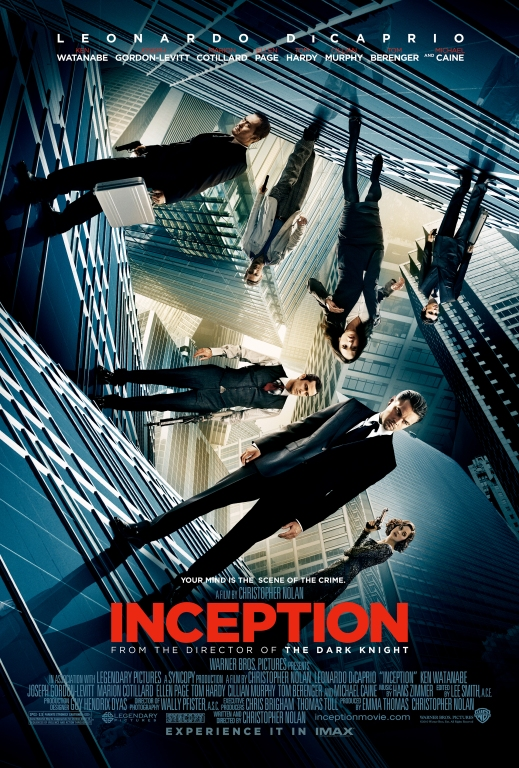 LEONARDO DiCAPRIO
KEN JOSEPH MARION ELLEN TOM CILLIAN TOM MICHAEL
WATANABE GORDON-LEVITT COTILLARD PAGE HARDY MURPHY BERENGER AND CAINE
YOUR MIND IS THE SCENE OF THE CRIME.
A FILM BY CHRISTOPHER NOLAN
INCEPTION
FROM THE DIRECTOR OF THE DARK KNIGHT
WARNER BROS. PICTURES PRESENTS
IN ASSOCIATION WITH LEGENDARY PICTURES A SYNCOPY PRODUCTION A FILM BY CHRISTOPHER NOLAN LEONARDO DiCAPRIO "INCEPTION" KEN WATANABE
JOSEPH GORDON-LEVITT MARION COTILLARD ELLEN PAGE TOM HARDY CILLIAN MURPHY TOM BERENGER AND MICHAEL CAINE MUSIC BY HANS ZIMMER EDITED BY LEE SMITH, A.C.E.
PRODUCTION DESIGNER GUY HENDRIX DYAS DIRECTOR OF PHOTOGRAPHY WALLY PFISTER A.S.C. EXECUTIVE PRODUCERS CHRIS BRIGHAM THOMAS TULL PRODUCED BY EMMA THOMAS CHRISTOPHER NOLAN
LEGENDARY PICTURES SYNCOPY WRITTEN AND DIRECTED BY CHRISTOPHER NOLAN inceptionmovie.com WARNER BROS. PICTURES
EXPERIENCE IT IN IMAX